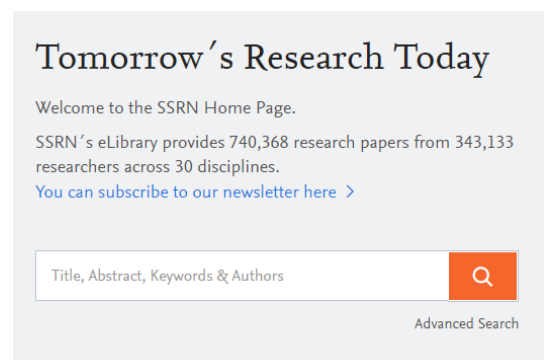 Tomorrow´s Research Today
Welcome to the SSRN Home Page.
SSRN´s eLibrary provides 740,368 research papers from 343,133
researchers across 30 disciplines.
You can subscribe to our newsletter here >
Title, Abstract, Keywords & Authors
Advanced Search